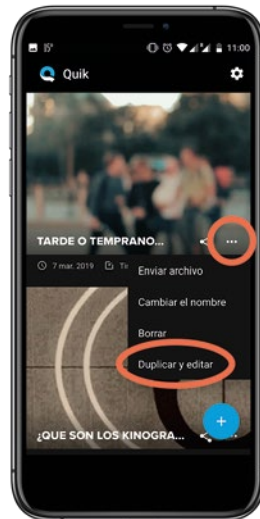 15°
11:00
Quik
TARDE O TEMPRANO...
7 mar. 2019
Enviar archivo
Cambiar el nombre
Borrar
Duplicar y editar
¿QUE SON LOS KINOGRA...